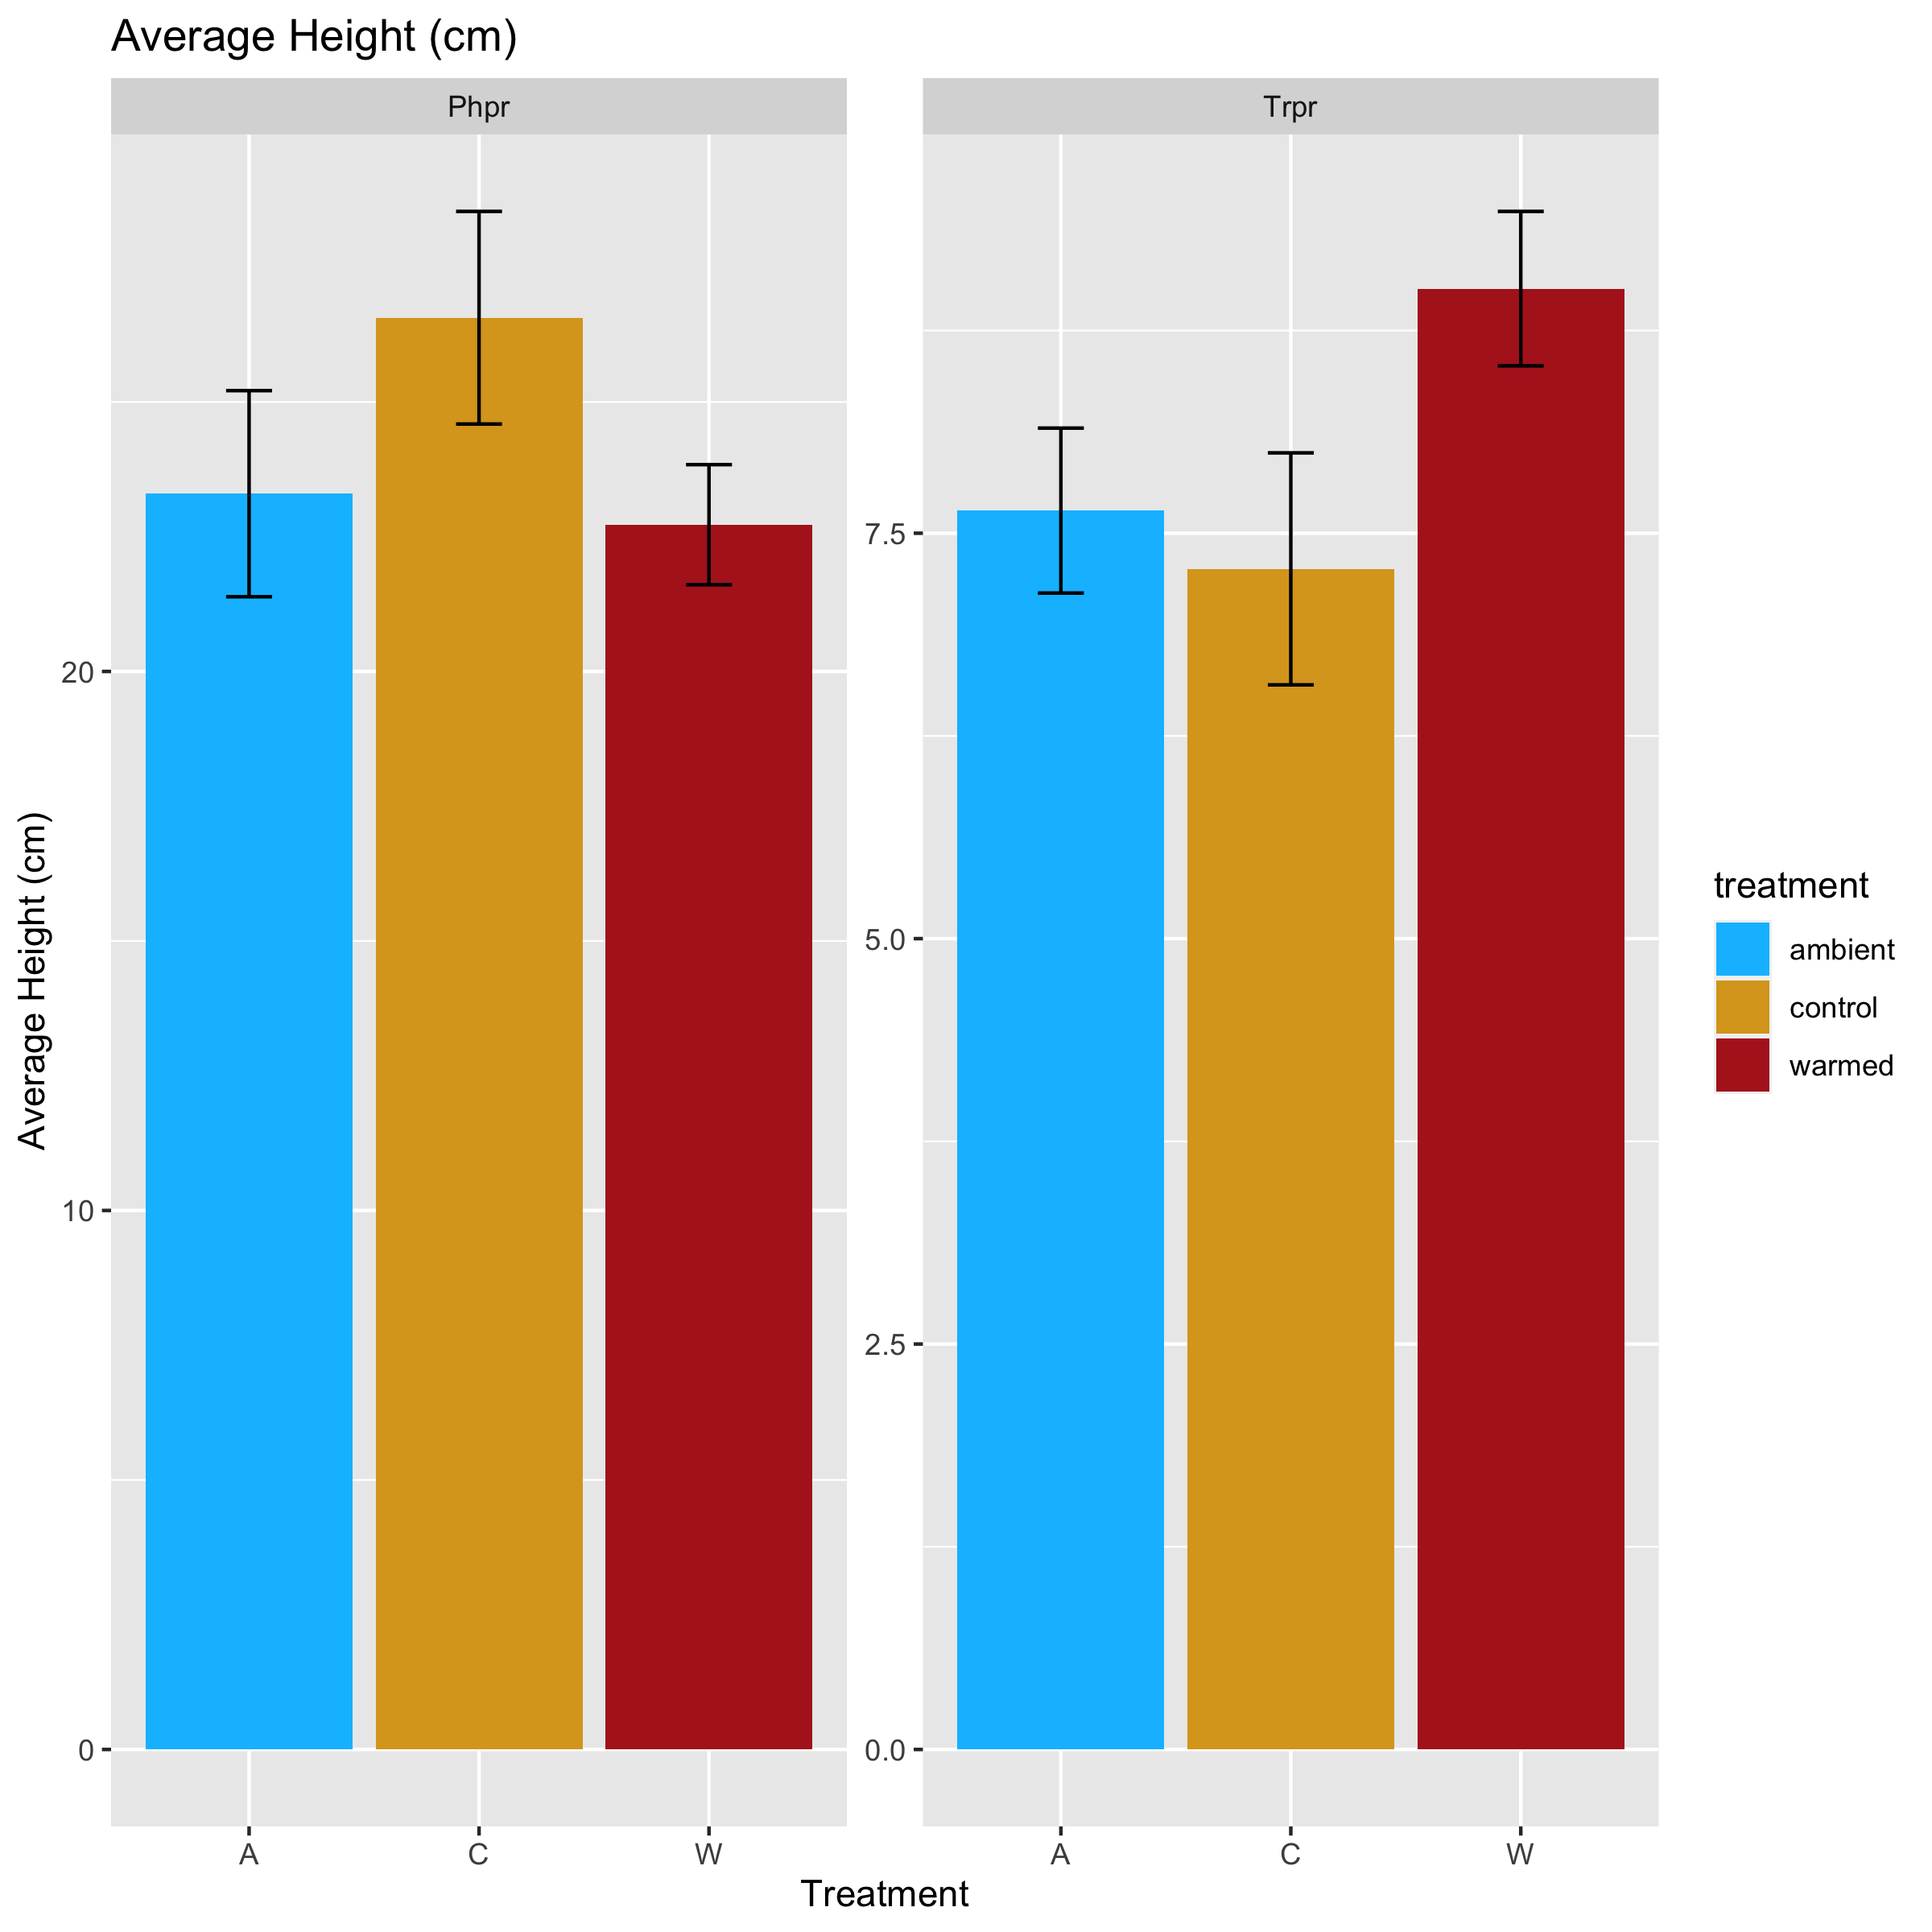 Average Height (cm)
Phpr
Trpr
Average Height (cm)
20
10
0
7.5
5.0
2.5
0.0
A
C
W
A
C
W
Treatment
treatment
ambient
control
warmed